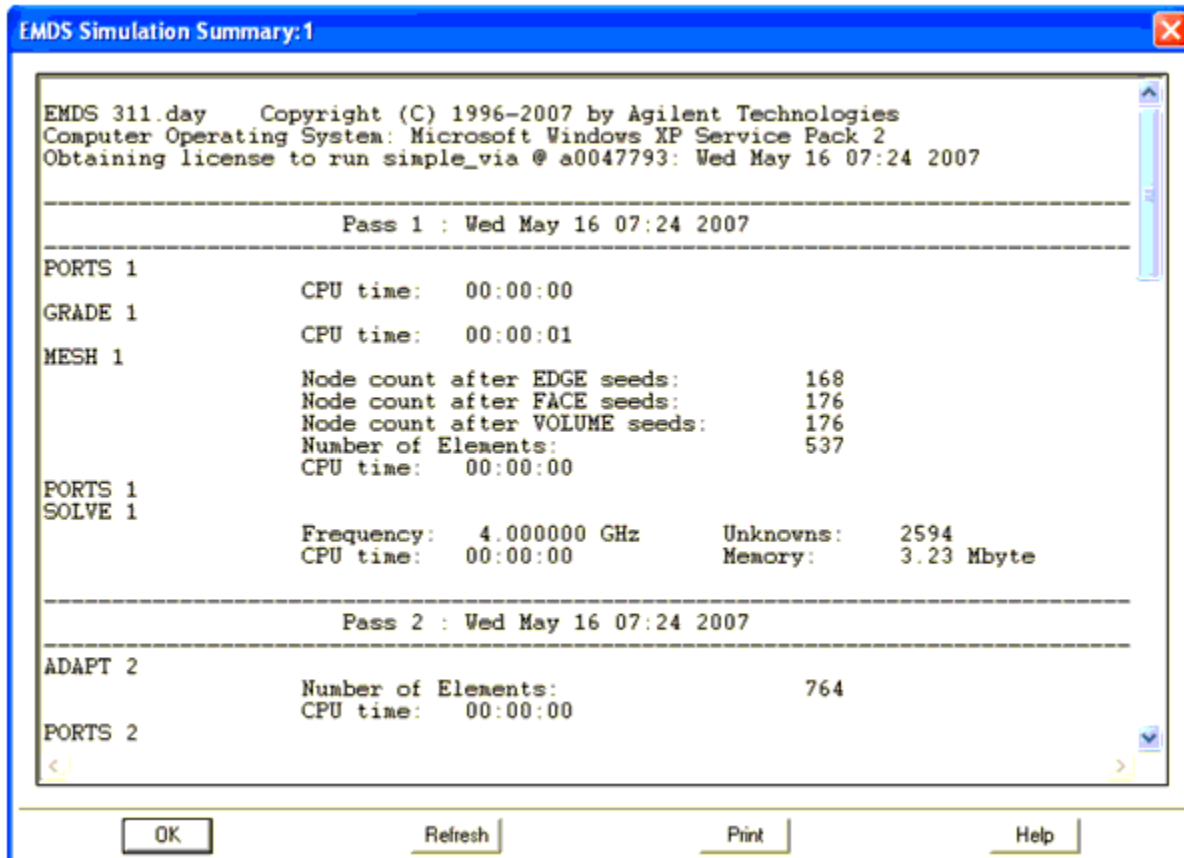 EMDS Simulation Summary:1
EMDS 311.day Copyright (C) 1996-2007 by Agilent Technologies
Computer Operating System: Microsoft Windows XP Service Pack 2
Obtaining license to run simple_via @ a0047793: Wed May 16 07:24 2007
Pass 1 : Wed May 16 07:24 2007
PORTS 1
CPU time: 00:00:00
GRADE 1
CPU time: 00:00:01
MESH 1
Node count after EDGE seeds: 168
Node count after FACE seeds: 176
Node count after VOLUME seeds: 176
Number of Elements: 537
CPU time: 00:00:00
PORTS 1
SOLVE 1
Frequency: 4.000000 GHz Unknowns: 2594
CPU time: 00:00:00 Memory: 3.23 Mbyte
Pass 2 : Wed May 16 07:24 2007
ADAPT 2
Number of Elements: 764
CPU time: 00:00:00
PORTS 2
OK Refresh Print Help